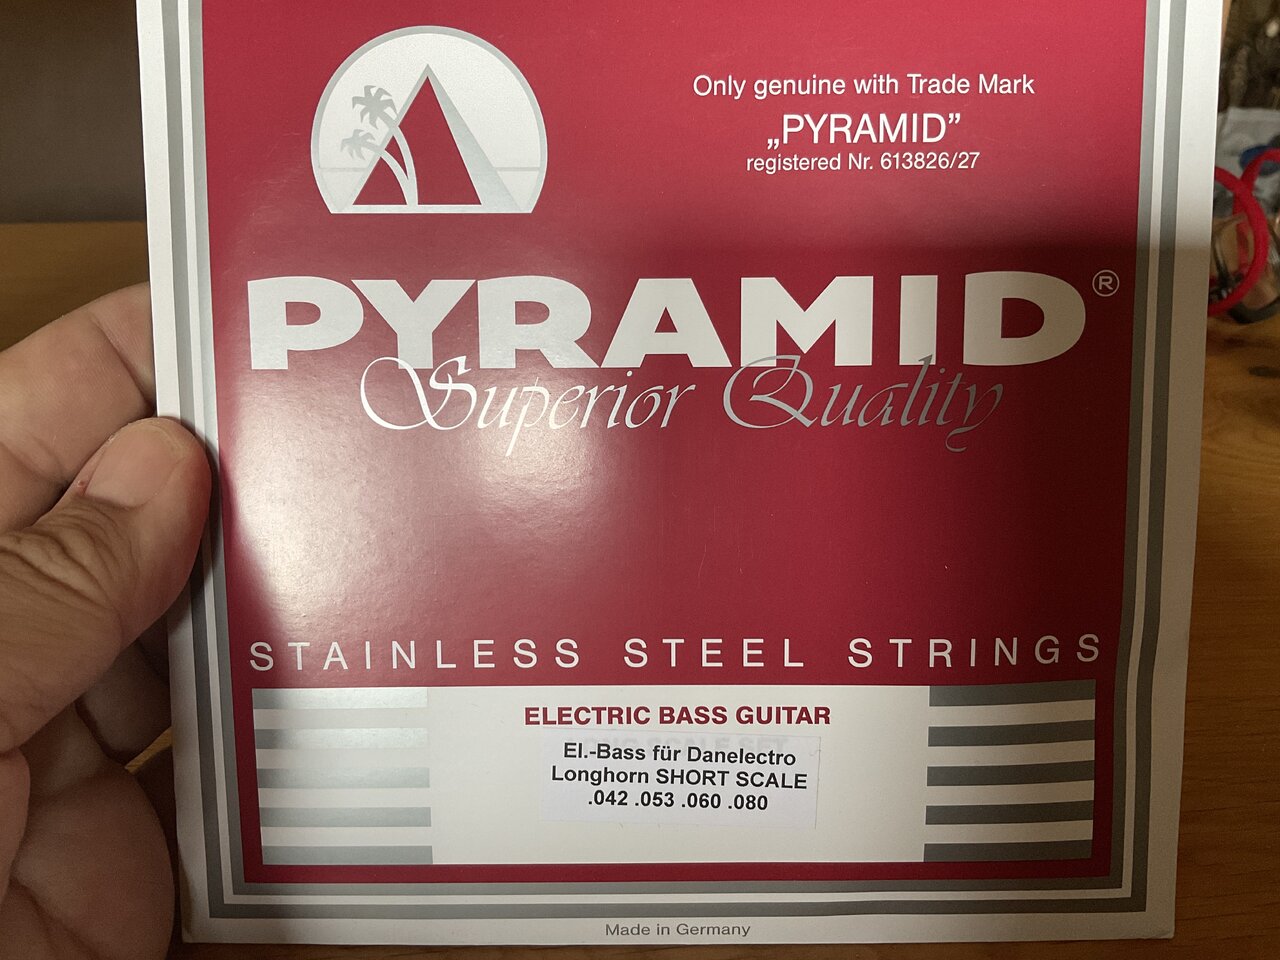 Only genuine with Trade Mark
„PYRAMID”
registered Nr. 613826/27
PYRAMID®
Superior Quality
STAINLESS STEEL STRINGS
ELECTRIC BASS GUITAR
El.-Bass für Danelectro
Longhorn SHORT SCALE
.042 .053 .060 .080
Made in Germany